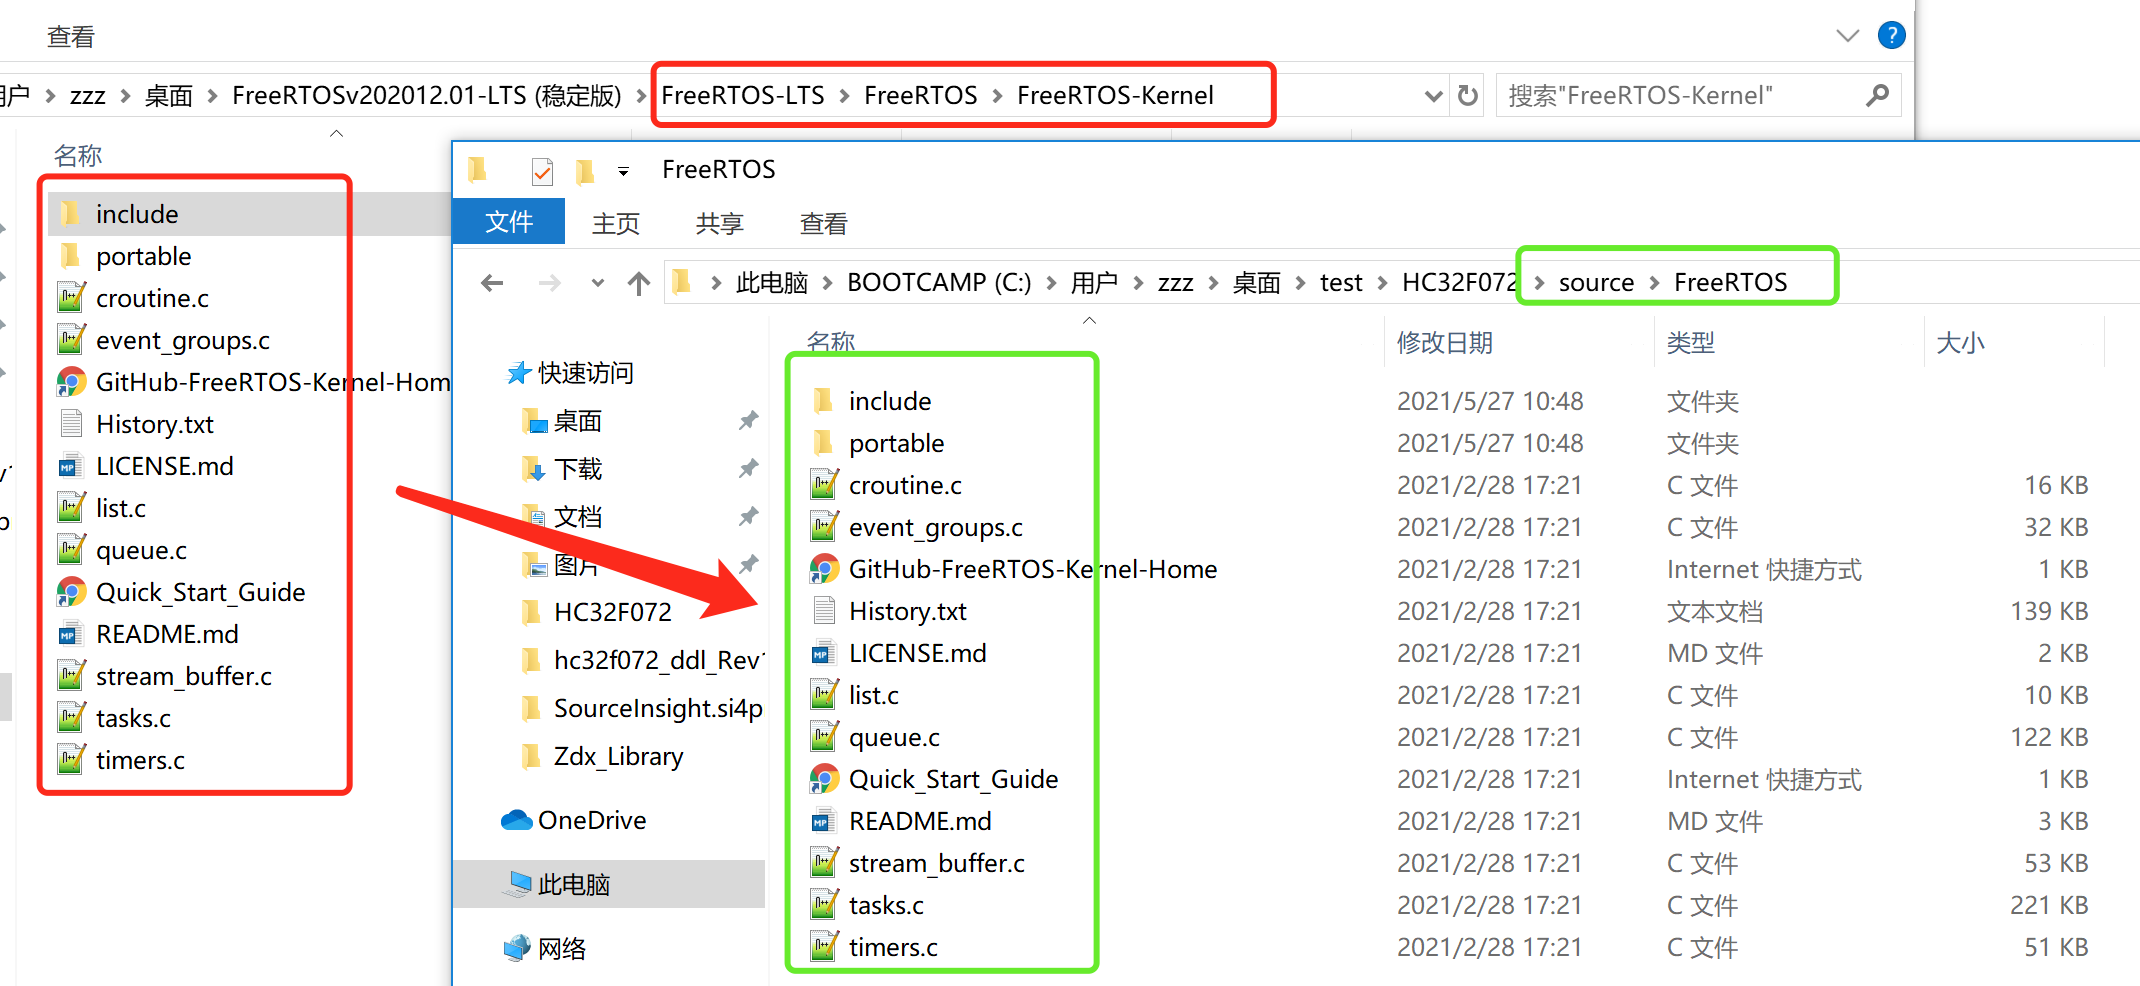 查看
zzz > 桌面 > FreeRTOSv202012.01-LTS (稳定版) > FreeRTOS-LTS > FreeRTOS > FreeRTOS-Kernel
搜索"FreeRTOS-Kernel"
名称
include
portable
croutine.c
event_groups.c
GitHub-FreeRTOS-Kernel-Hom
History.txt
LICENSE.md
list.c
queue.c
Quick_Start_Guide
README.md
stream_buffer.c
tasks.c
timers.c
FreeRTOS
文件 主页 共享 查看
此电脑 > BOOTCAMP (C:) > 用户 > zzz > 桌面 > test > HC32F072 > source > FreeRTOS
快速访问
桌面
下载
文档
图片
HC32F072
hc32f072_ddl_Rev1
SourceInsight.si4p
Zdx_Library
OneDrive
此电脑
网络
名称 修改日期 类型 大小
include 2021/5/27 10:48 文件夹
portable 2021/5/27 10:48 文件夹
croutine.c 2021/2/28 17:21 C 文件 16 KB
event_groups.c 2021/2/28 17:21 C 文件 32 KB
GitHub-FreeRTOS-Kernel-Home 2021/2/28 17:21 Internet 快捷方式 1 KB
History.txt 2021/2/28 17:21 文本文档 139 KB
LICENSE.md 2021/2/28 17:21 MD 文件 2 KB
list.c 2021/2/28 17:21 C 文件 10 KB
queue.c 2021/2/28 17:21 C 文件 122 KB
Quick_Start_Guide 2021/2/28 17:21 Internet 快捷方式 1 KB
README.md 2021/2/28 17:21 MD 文件 3 KB
stream_buffer.c 2021/2/28 17:21 C 文件 53 KB
tasks.c 2021/2/28 17:21 C 文件 221 KB
timers.c 2021/2/28 17:21 C 文件 51 KB